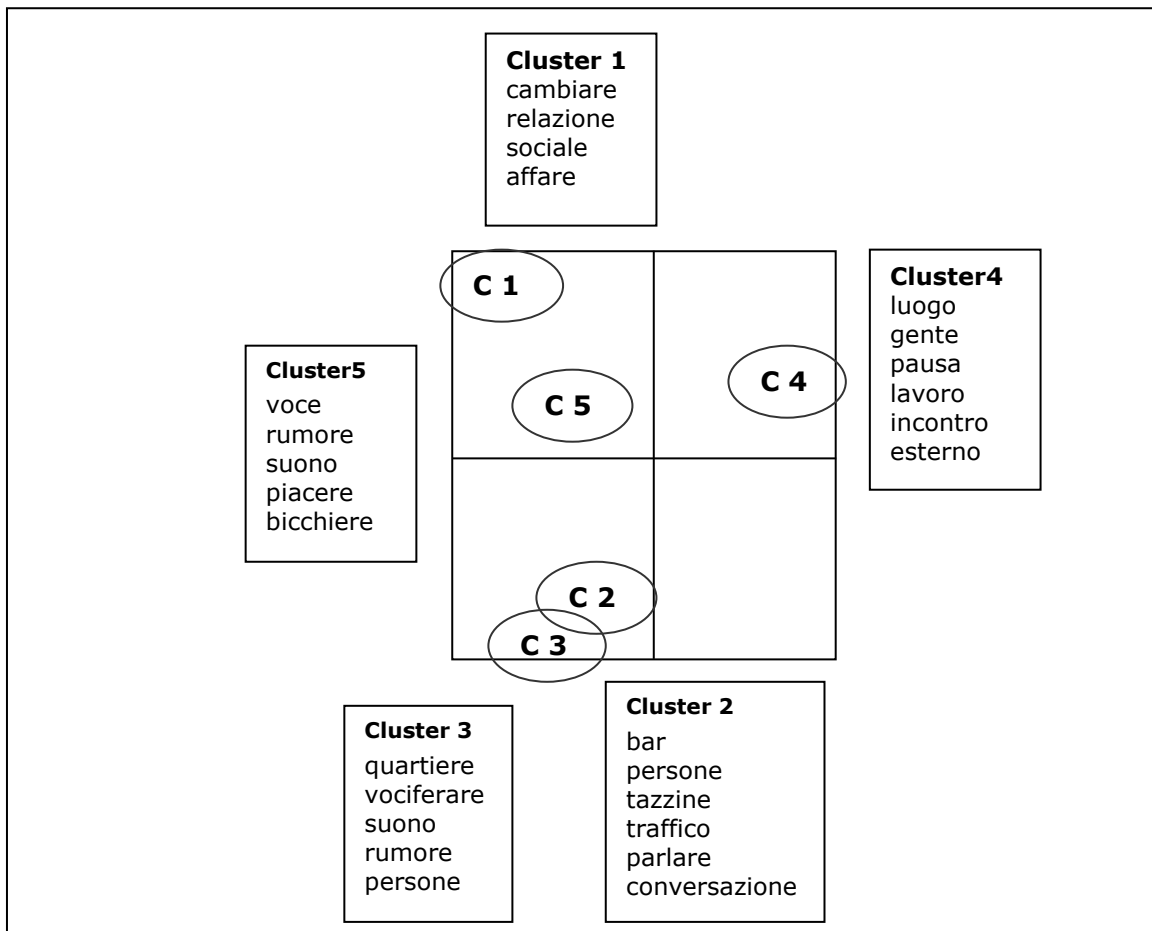 Cluster 1
cambiare
relazione
sociale
affare
C 1
Cluster4
luogo
gente
pausa
lavoro
incontro
esterno
Cluster5
voce
rumore
suono
piacere
bicchiere
C 4
C 5
C 2
C 3
Cluster 3
quartiere
vociferare
suono
rumore
persone
Cluster 2
bar
persone
tazzine
traffico
parlare
conversazione